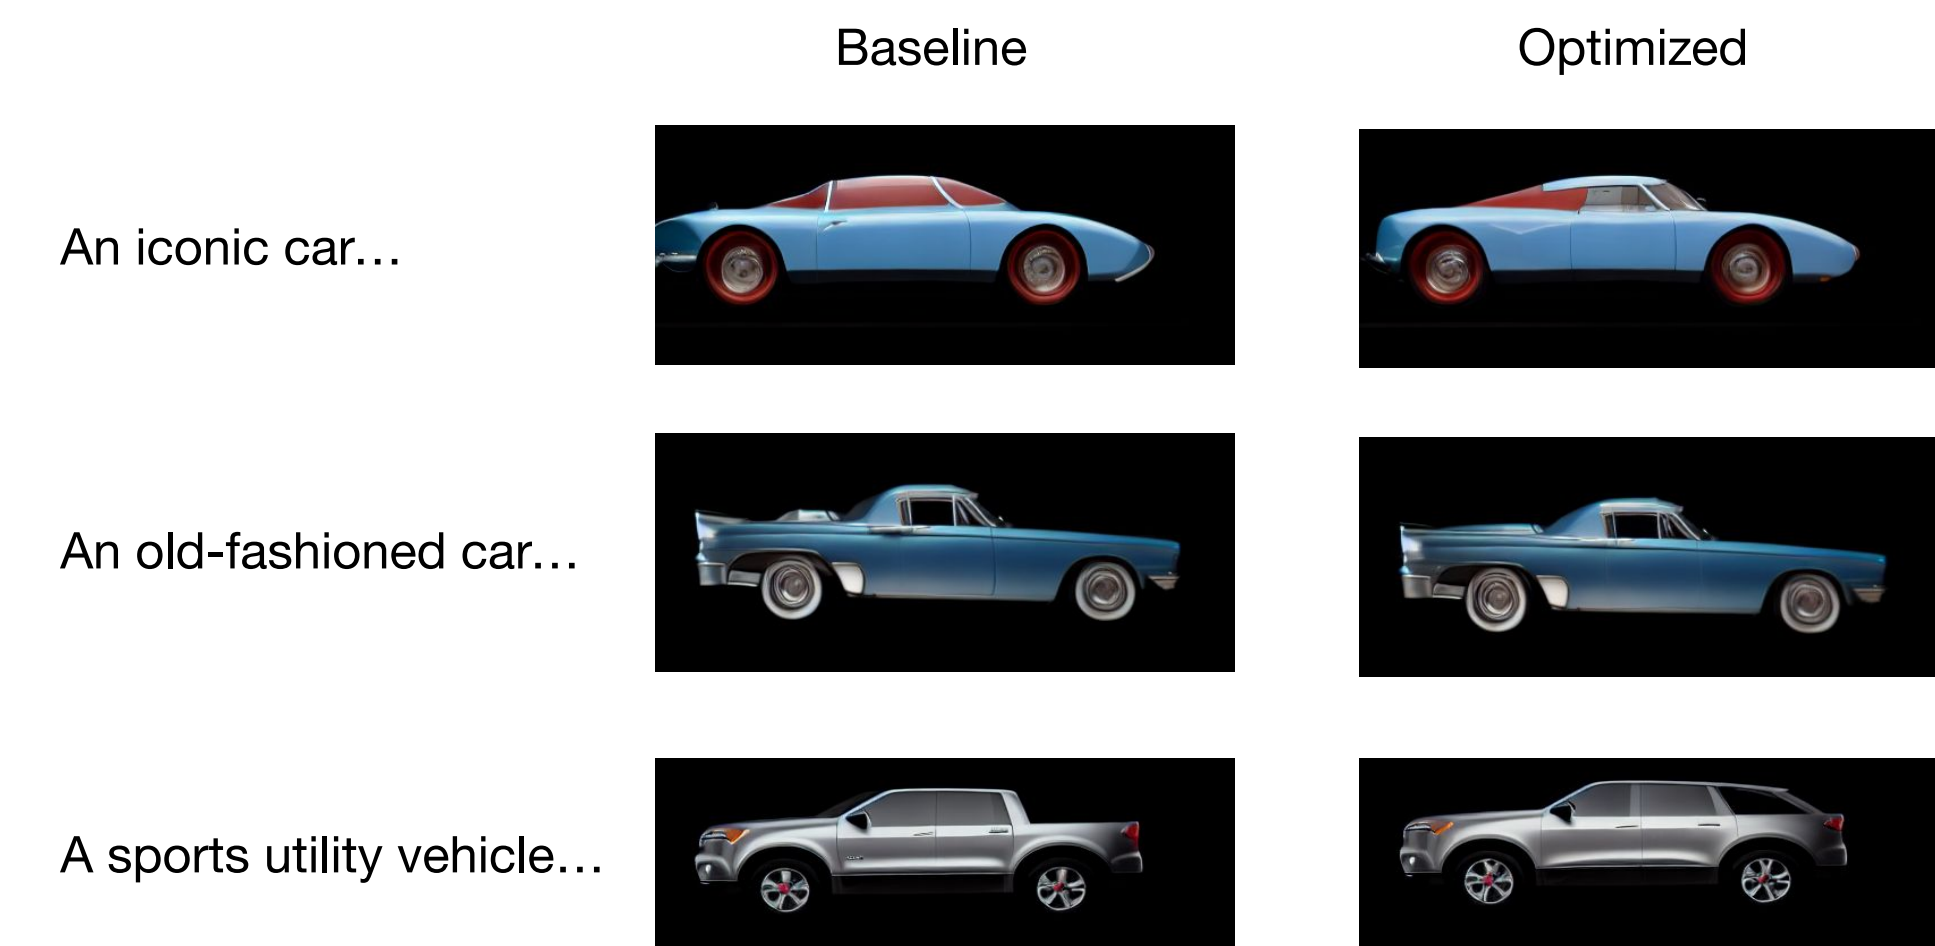 Baseline Optimized
An iconic car…
An old-fashioned car…
A sports utility vehicle…